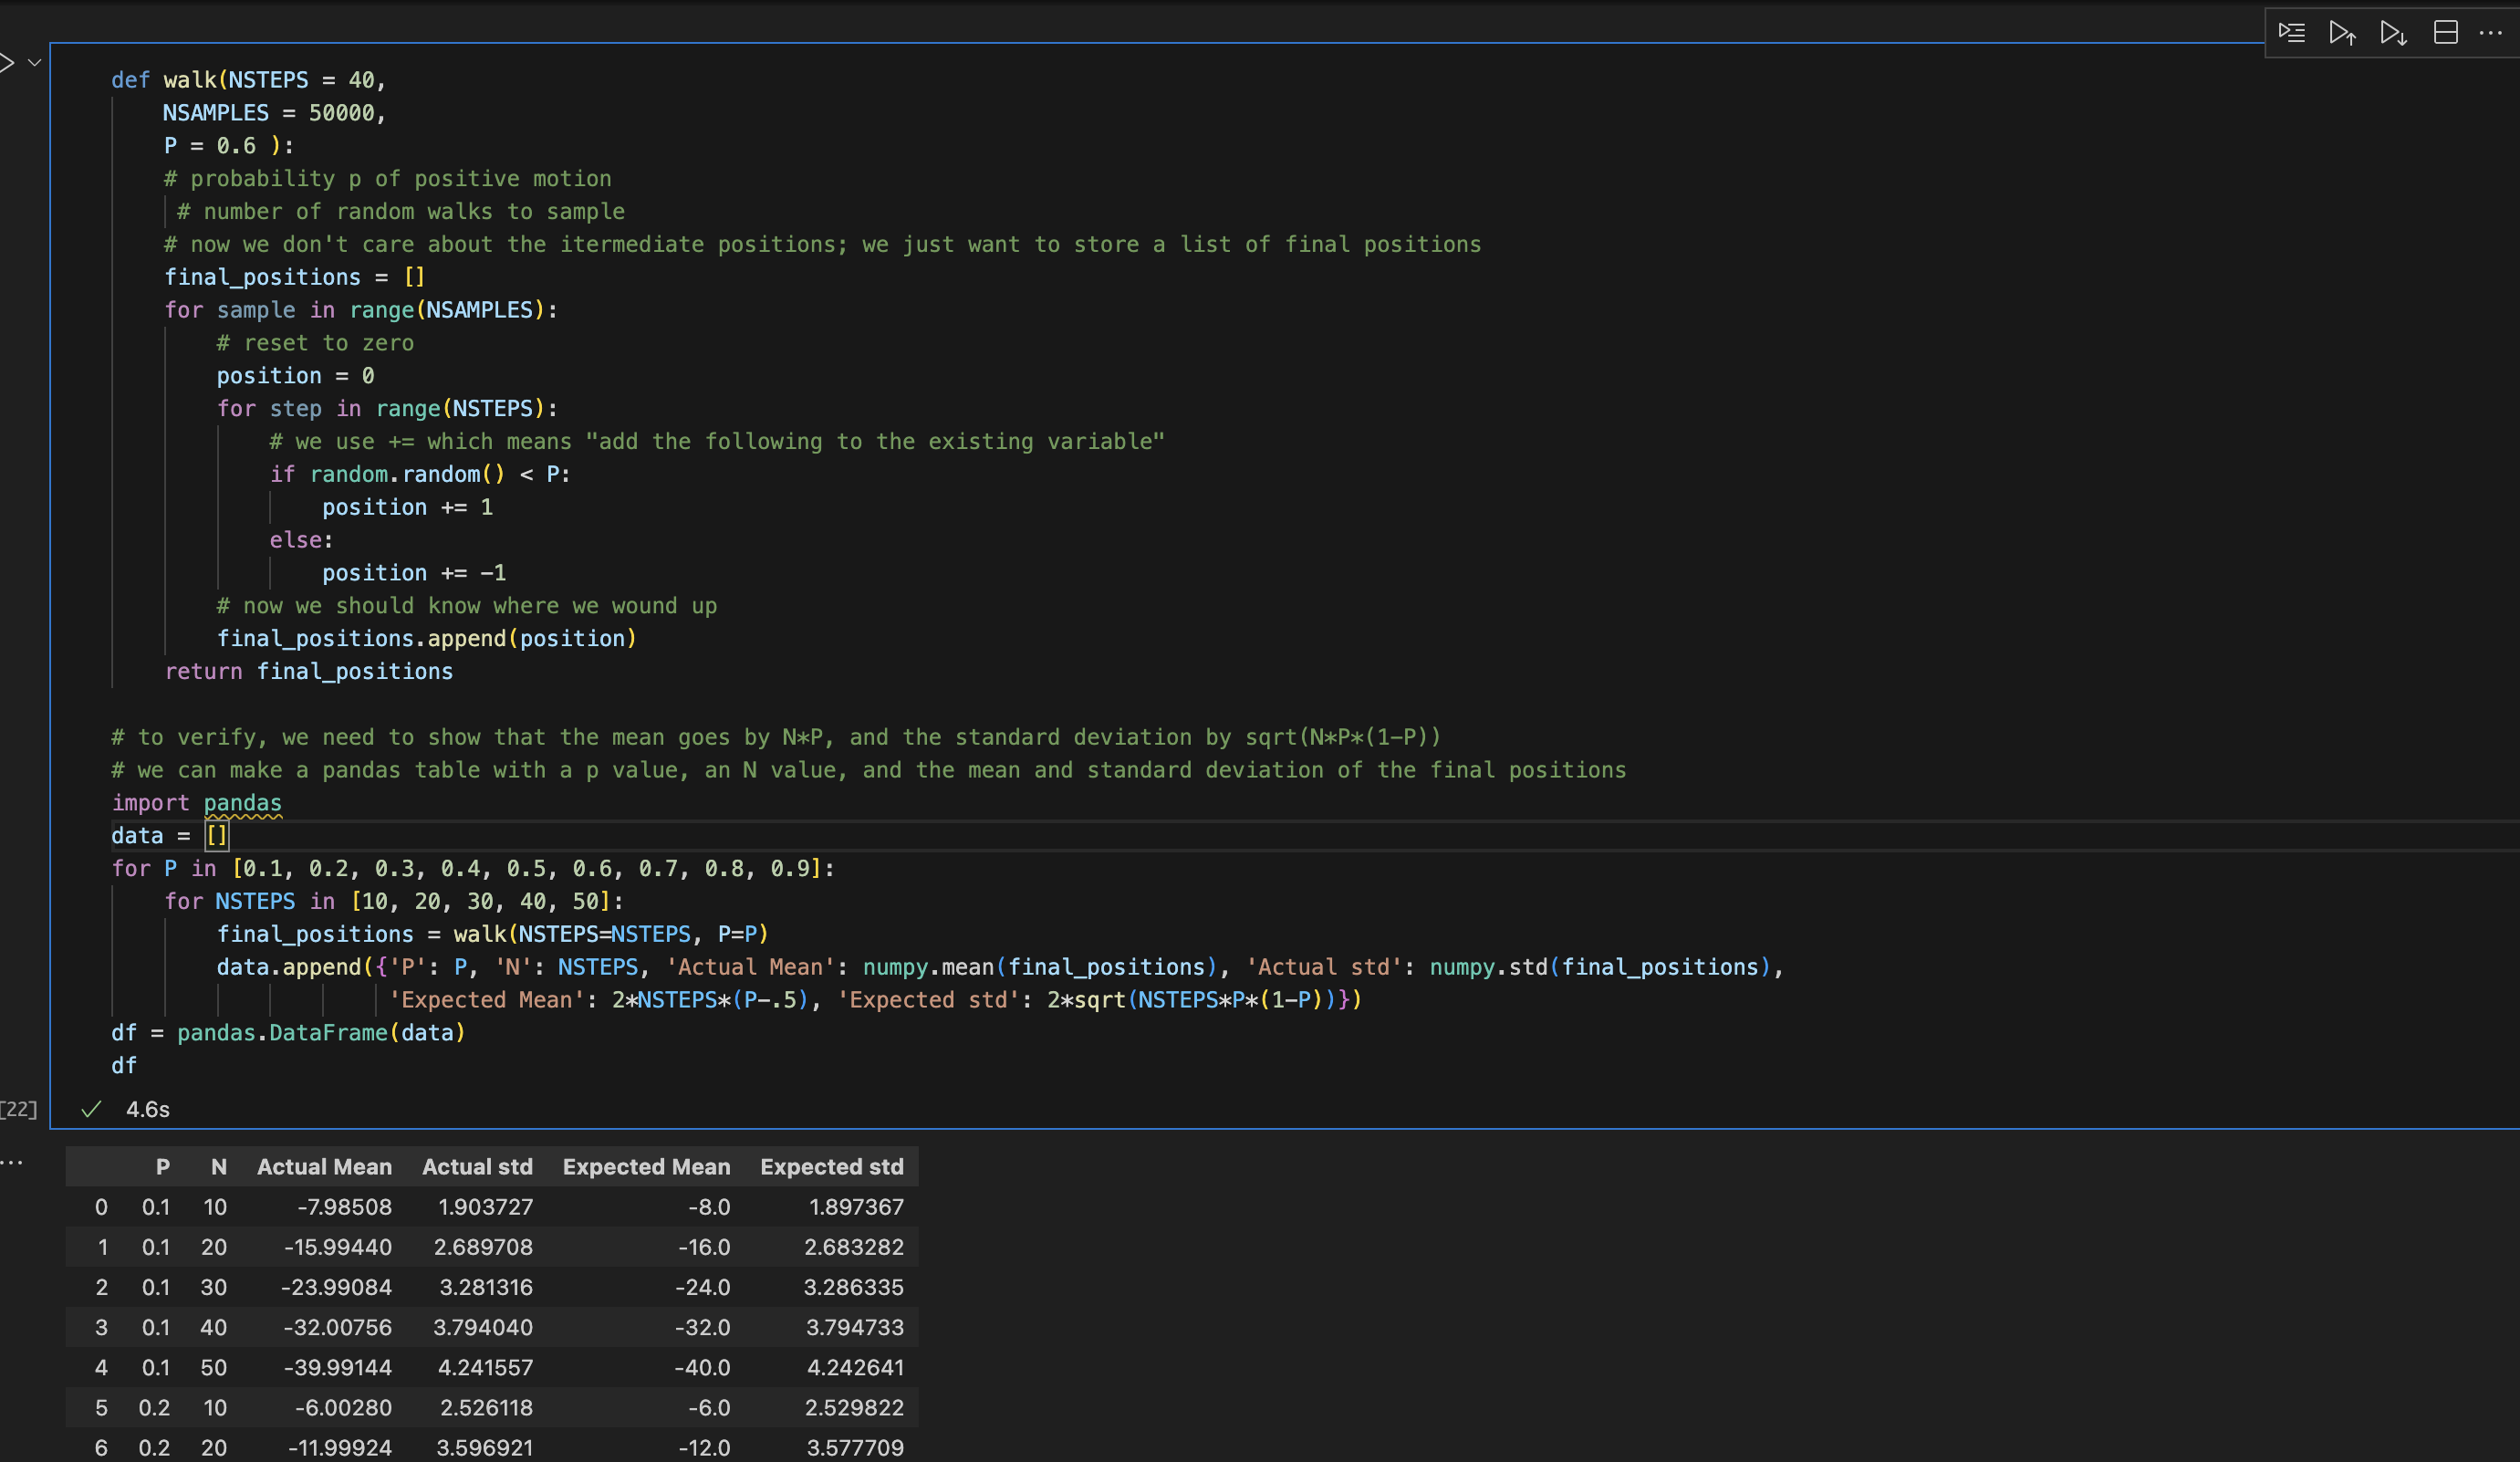 def walk(NSTEPS = 40,
NSAMPLES = 50000,
P = 0.6 ):
# probability p of positive motion
# number of random walks to sample
# now we don't care about the itermediate positions; we just want to store a list of final positions
final_positions = []
for sample in range(NSAMPLES):
# reset to zero
position = 0
for step in range(NSTEPS):
# we use += which means "add the following to the existing variable"
if random.random() < P:
position += 1
else:
position += -1
# now we should know where we wound up
final_positions.append(position)
return final_positions
# to verify, we need to show that the mean goes by N*P, and the standard deviation by sqrt(N*P*(1-P))
# we can make a pandas table with a p value, an N value, and the mean and standard deviation of the final positions
import pandas
data = []
for P in [0.1, 0.2, 0.3, 0.4, 0.5, 0.6, 0.7, 0.8, 0.9]:
for NSTEPS in [10, 20, 30, 40, 50]:
final_positions = walk(NSTEPS=NSTEPS, P=P)
data.append({'P': P, 'N': NSTEPS, 'Actual Mean': numpy.mean(final_positions), 'Actual std': numpy.std(final_positions),
'Expected Mean': 2*NSTEPS*(P-.5), 'Expected std': 2*sqrt(NSTEPS*P*(1-P))})
df = pandas.DataFrame(data)
df
[22] 4.6s
P N Actual Mean Actual std Expected Mean Expected std
0 0.1 10 -7.98508 1.903727 -8.0 1.897367
1 0.1 20 -15.99440 2.689708 -16.0 2.683282
2 0.1 30 -23.99084 3.281316 -24.0 3.286335
3 0.1 40 -32.00756 3.794040 -32.0 3.794733
4 0.1 50 -39.99144 4.241557 -40.0 4.242641
5 0.2 10 -6.00280 2.526118 -6.0 2.529822
6 0.2 20 -11.99924 3.596921 -12.0 3.577709